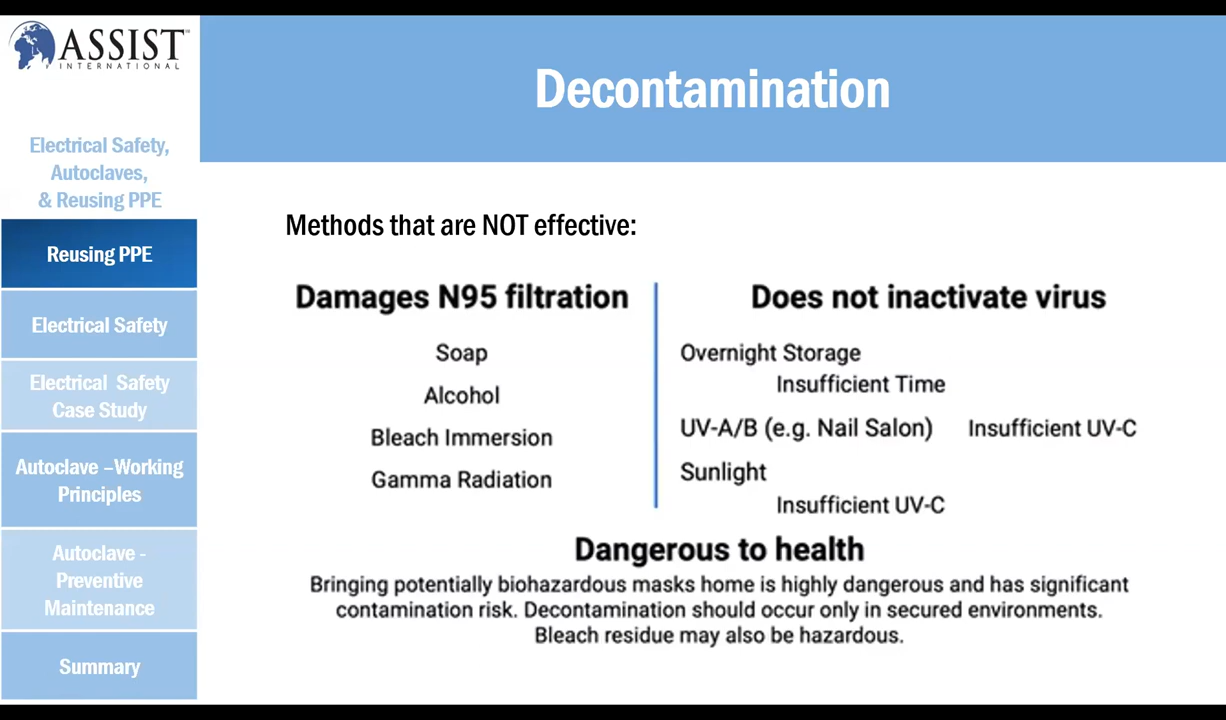 ASSIST
INTERNATIONAL
Electrical Safety,
Autoclaves,
& Reusing PPE
Reusing PPE
Electrical Safety
Electrical Safety
Case Study
Autoclave –Working
Principles
Autoclave -
Preventive
Maintenance
Summary
Decontamination
Methods that are NOT effective:
Damages N95 filtration
Soap
Alcohol
Bleach Immersion
Gamma Radiation
Does not inactivate virus
Overnight Storage
Insufficient Time
UV-A/B (e.g. Nail Salon) Insufficient UV-C
Sunlight
Insufficient UV-C
Dangerous to health
Bringing potentially biohazardous masks home is highly dangerous and has significant
contamination risk. Decontamination should occur only in secured environments.
Bleach residue may also be hazardous.